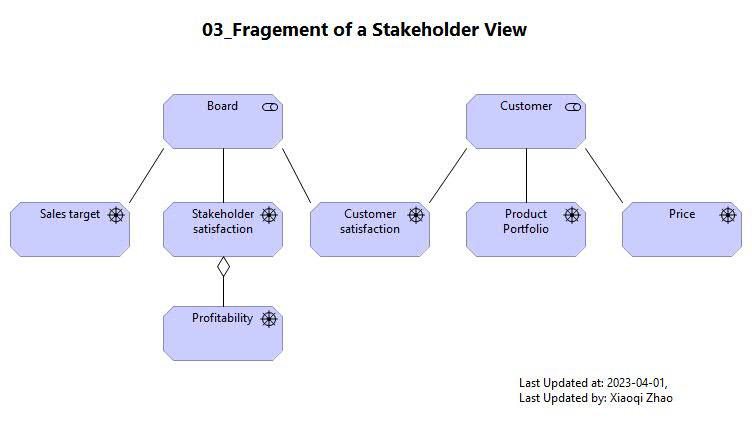 03_Fragement of a Stakeholder View
Board
Customer
Sales target
Stakeholder
satisfaction
Customer
satisfaction
Product
Portfolio
Price
Profitability
Last Updated at: 2023-04-01,
Last Updated by: Xiaoqi Zhao